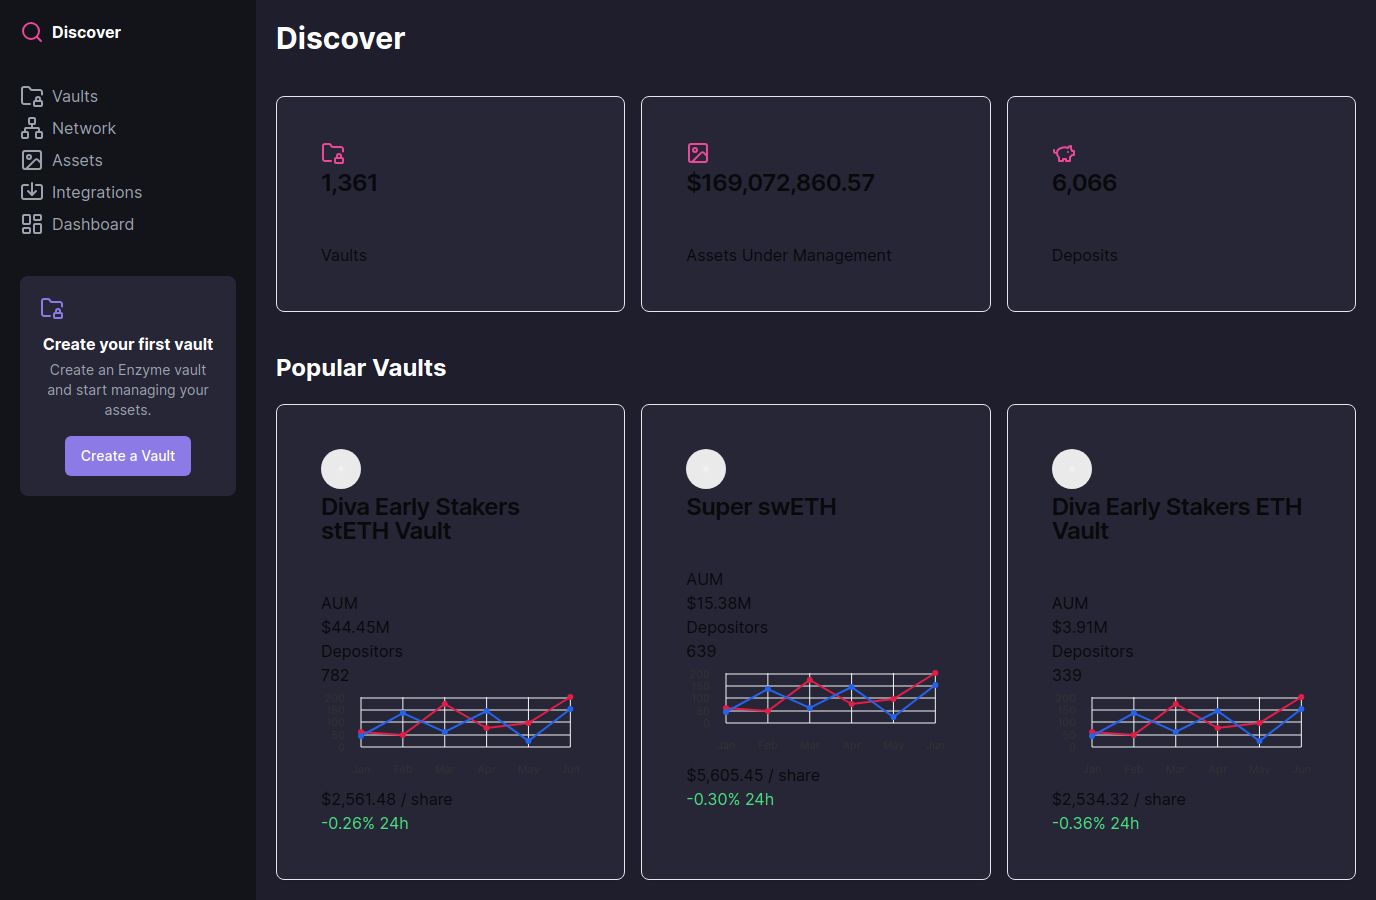 Discover
Vaults
Network
Assets
Integrations
Dashboard
Create your first vault
Create an Enzyme vault
and start managing your
assets.
Create a Vault
Discover
1,361
Vaults
$169,072,860.57
Assets Under Management
6,066
Deposits
Popular Vaults
Diva Early Stakers
stETH Vault
AUM
$44.45M
Depositors
782
200
150
100
50
0
Jan Feb Mar Apr May Jun
$2,561.48 / share
-0.26% 24h
Super swETH
AUM
$15.38M
Depositors
639
200
150
100
50
0
Jan Feb Mar Apr May Jun
$5,605.45 / share
-0.30% 24h
Diva Early Stakers ETH
Vault
AUM
$3.91M
Depositors
339
200
150
100
50
0
Jan Feb Mar Apr May Jun
$2,534.32 / share
-0.36% 24h